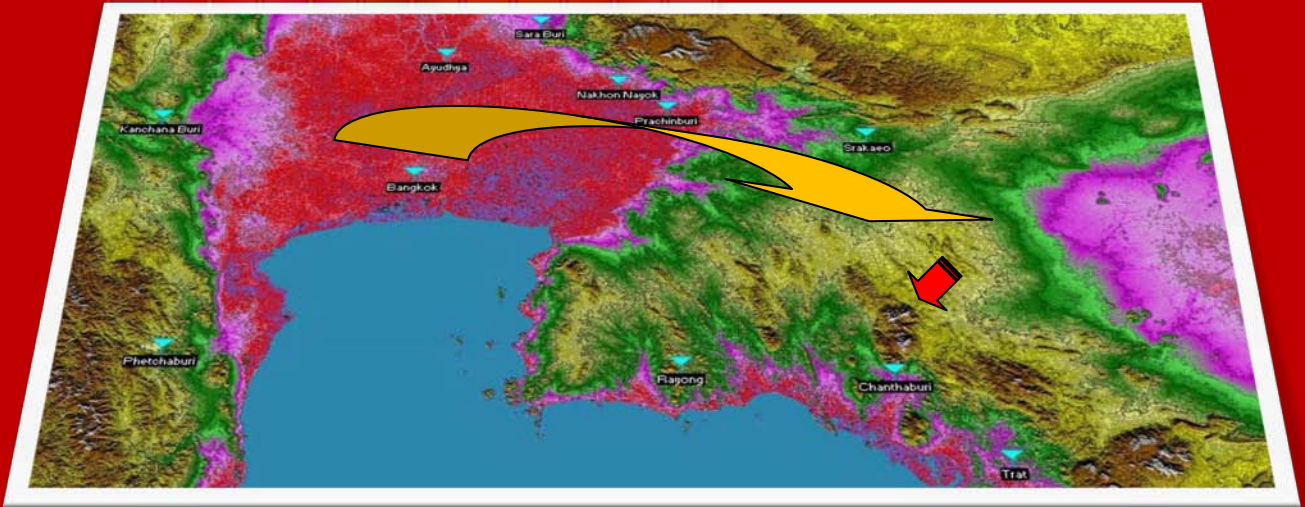 Sara Buri
Ayudhya
Nakhon Nayok
Prachinburi
Kanchana Buri
Srakaeo
Bangkok
Phetchaburi
Rayong
Chanthaburi
Trat